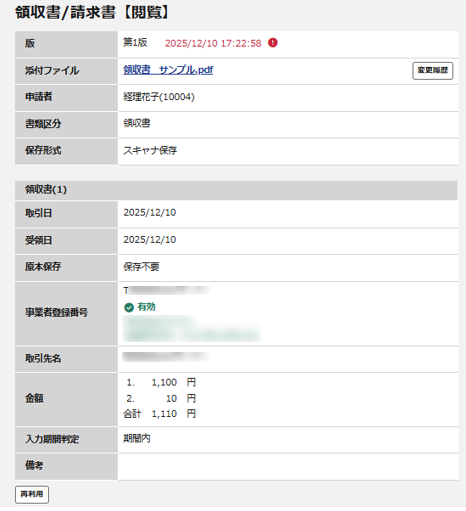 領収書/請求書【閲覧】
版 第1版 2025/12/10 17:22:58
添付ファイル 領収書　サンプル.pdf 変更履歴
申請者 経理花子(10004)
書類区分 領収書
保存形式 スキャナ保存
領収書(1)
取引日 2025/12/10
受領日 2025/12/10
原本保存 保存不要
事業者登録番号 T
有効
取引先名
金額 1. 1,100 円
2. 10 円
合計 1,110 円
入力期間判定 期間内
備考
再利用